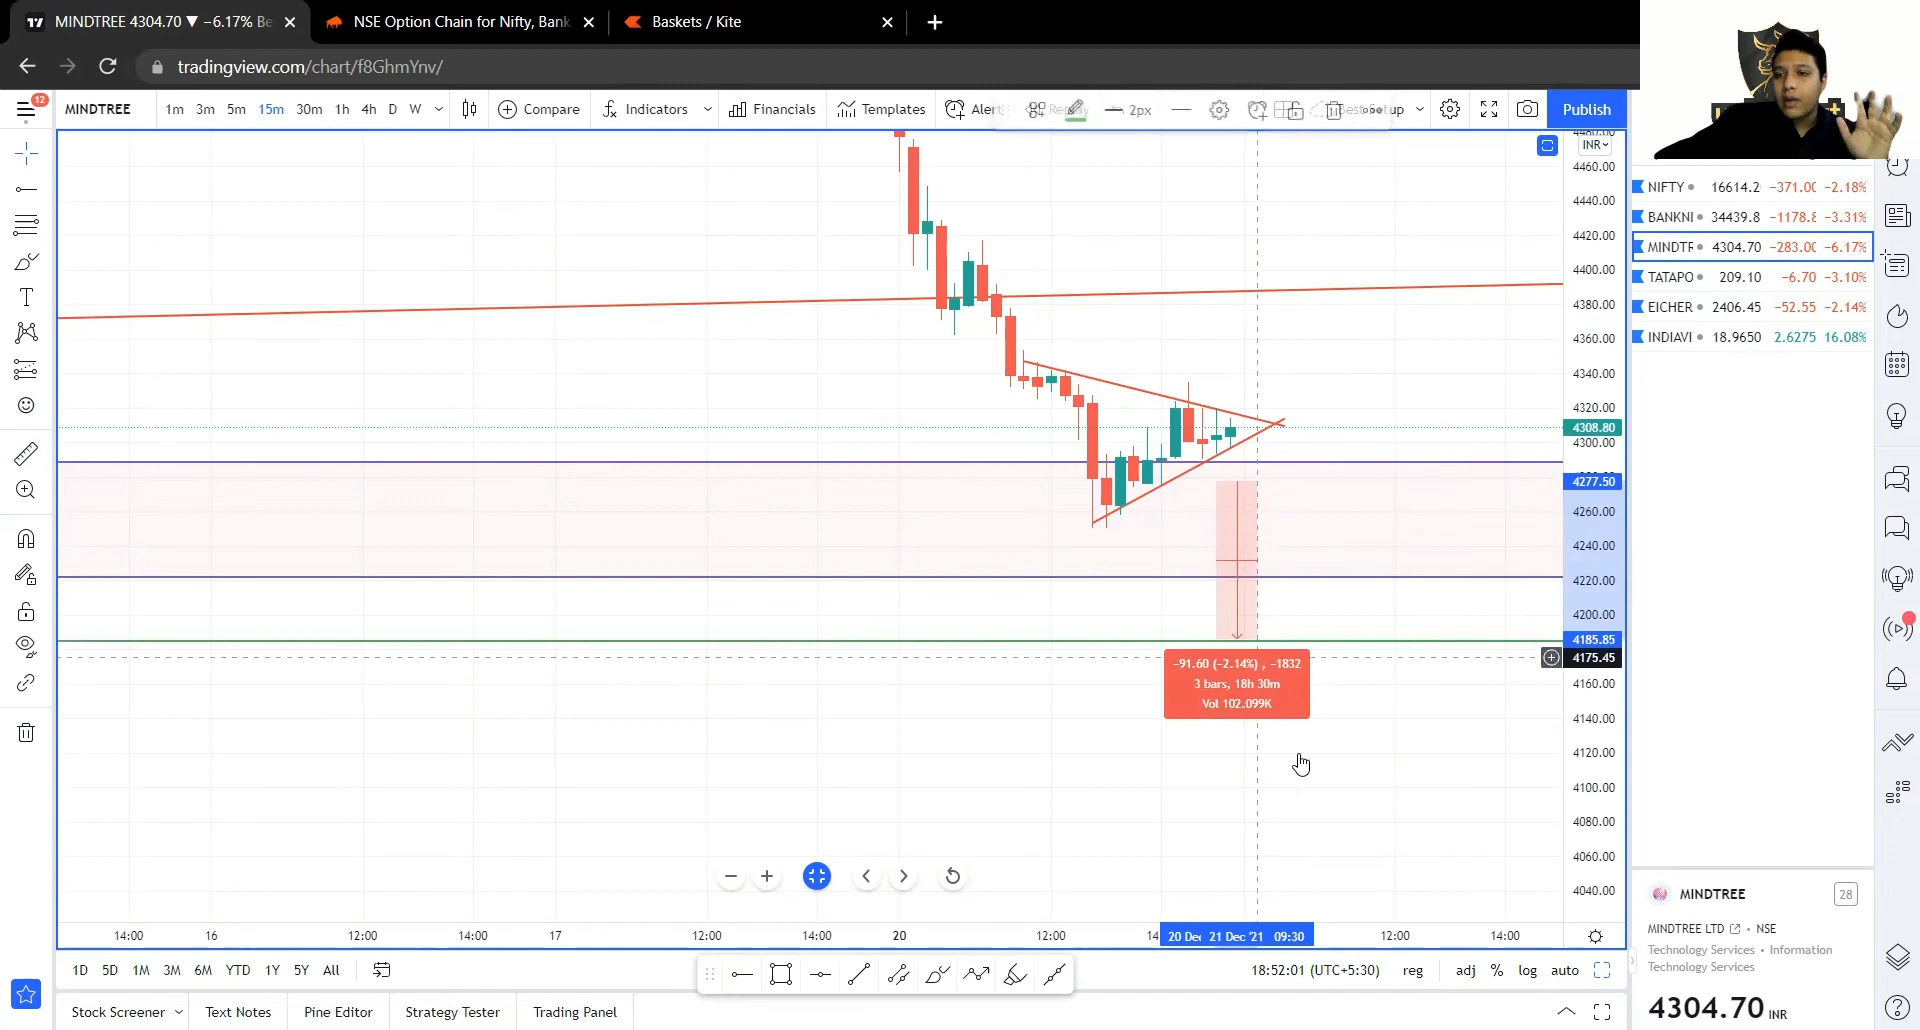 MINDTREE 4304.70 ▼ −6.17% Be
NSE Option Chain for Nifty, Bank
Baskets / Kite
tradingview.com/chart/f8GhmYnv/
12
MINDTREE
1m 3m 5m 15m 30m 1h 4h D W
Compare
Indicators
Financials
Templates
Alert
2px
Publish
INR
4480.00
4460.00
4440.00
4420.00
4400.00
4380.00
4360.00
4340.00
4320.00
4308.80
4300.00
4277.50
4260.00
4240.00
4220.00
4200.00
4185.85
4175.45
4160.00
4140.00
4120.00
4100.00
4080.00
4060.00
4040.00
−91.60 (−2.14%) , −1832
3 bars, 18h 30m
Vol 102.099K
14:00 16 12:00 14:00 17 12:00 14:00 20 12:00 14 20 Dec 21 Dec '21 09:30 12:00 14:00
NIFTY 16614.2 −371.00 −2.18%
BANKNI 34439.8 −1178.8 −3.31%
MINDTR 4304.70 −283.00 −6.17%
TATAPO 209.10 −6.70 −3.10%
EICHER 2406.45 −52.55 −2.14%
INDIAVI 18.9650 2.6275 16.08%
MINDTREE
28
MINDTREE LTD • NSE
Technology Services • Information
Technology Services
4304.70 INR
1D 5D 1M 3M 6M YTD 1Y 5Y All
18:52:01 (UTC+5:30) reg adj % log auto
Stock Screener Text Notes Pine Editor Strategy Tester Trading Panel